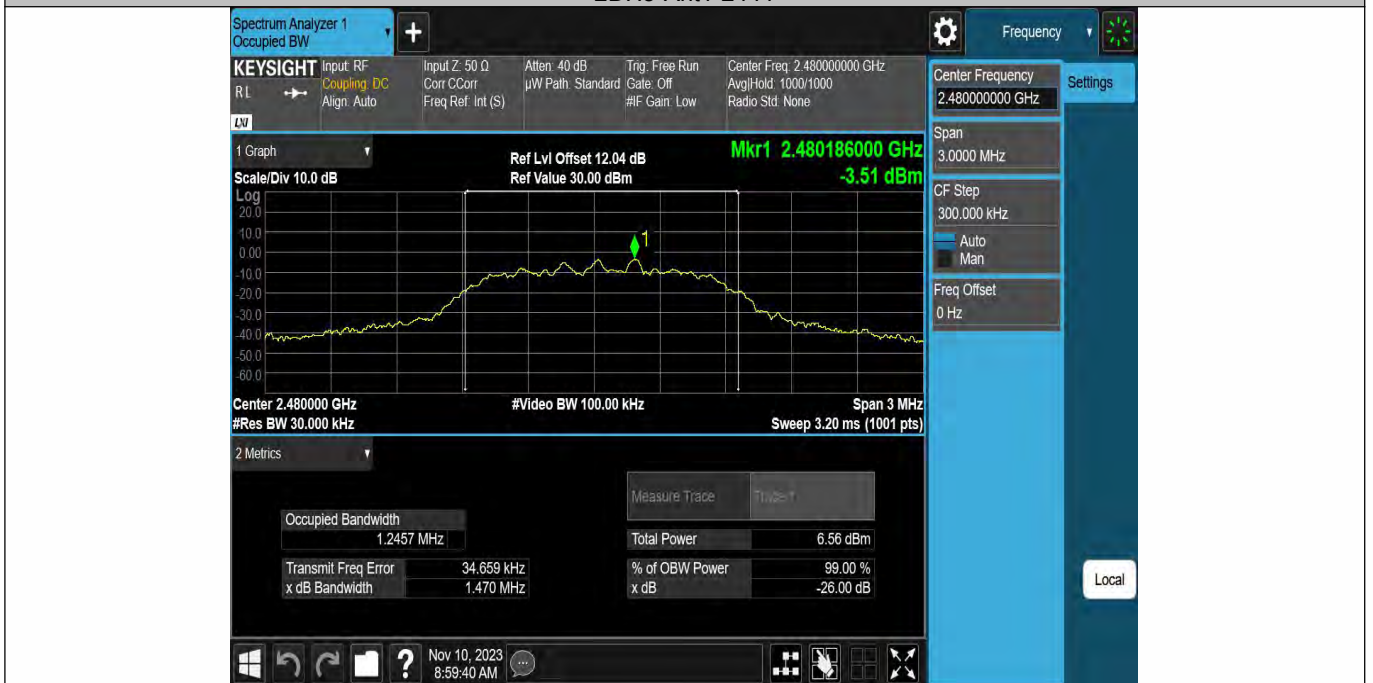 Spectrum Analyzer 1
Occupied BW
Frequency
KEYSIGHT
RL
LXI
Input: RF
Coupling: DC
Align: Auto
Input Z: 50 Ω
Corr CCorr
Freq Ref: Int (S)
Atten: 40 dB
µW Path: Standard
Trig: Free Run
Gate: Off
#IF Gain: Low
Center Freq: 2.480000000 GHz
Avg|Hold: 1000/1000
Radio Std: None
Center Frequency
2.480000000 GHz
Settings
Span
3.0000 MHz
CF Step
300.000 kHz
Auto
Man
Freq Offset
0 Hz
Local
1 Graph
Scale/Div 10.0 dB
Ref Lvl Offset 12.04 dB
Ref Value 30.00 dBm
Mkr1 2.480186000 GHz
-3.51 dBm
Log
20.0
10.0
0.00
-10.0
-20.0
-30.0
-40.0
-50.0
-60.0
1
Center 2.480000 GHz
#Video BW 100.00 kHz
Span 3 MHz
#Res BW 30.000 kHz
Sweep 3.20 ms (1001 pts)
2 Metrics
Measure Trace
Trace 1
Occupied Bandwidth
1.2457 MHz
Total Power
6.56 dBm
Transmit Freq Error
34.659 kHz
% of OBW Power
99.00 %
x dB Bandwidth
1.470 MHz
x dB
-26.00 dB
?
Nov 10, 2023
8:59:40 AM